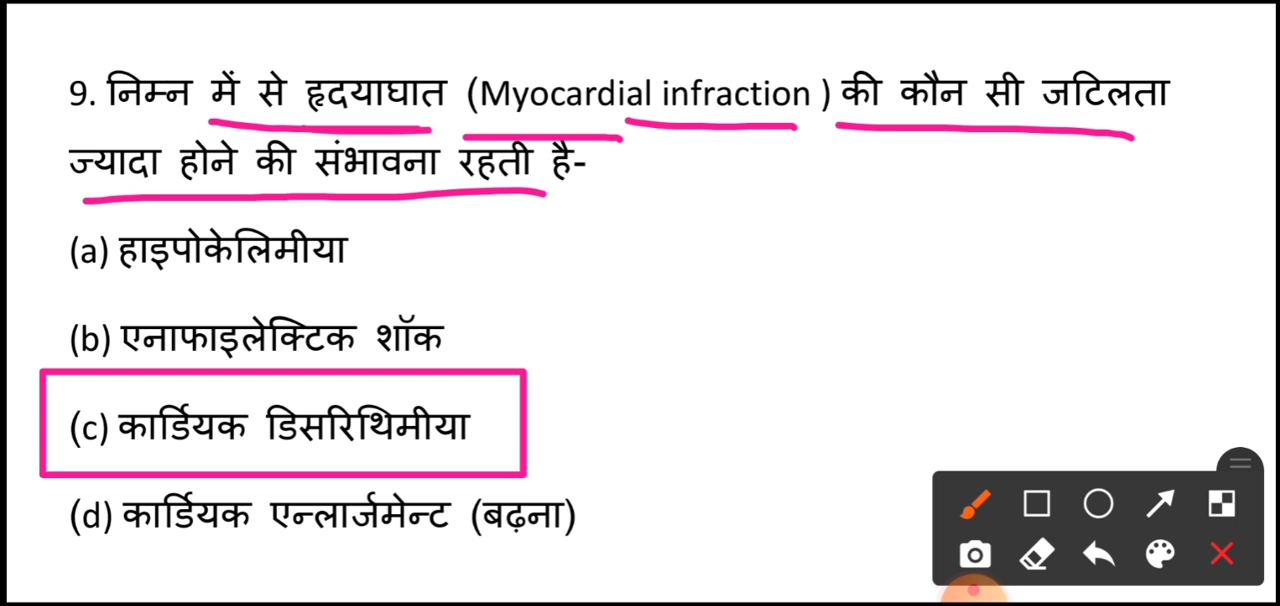 9. निम्न में से हृदयाघात (Myocardial infraction ) की कौन सी जटिलता
ज्यादा होने की संभावना रहती है-
(a) हाइपोकेलिमीया
(b) एनाफाइलेक्टिक शॉक
(c) कार्डियक डिसरिथिमीया
(d) कार्डियक एन्लार्जमेन्ट (बढ़ना)